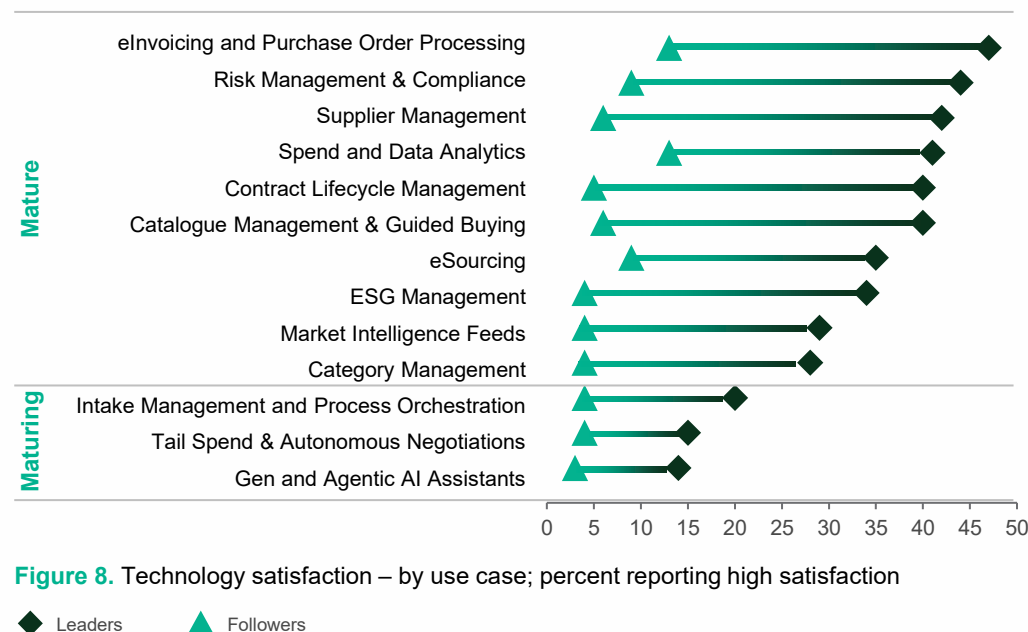 Mature
eInvoicing and Purchase Order Processing
Risk Management & Compliance
Supplier Management
Spend and Data Analytics
Contract Lifecycle Management
Catalogue Management & Guided Buying
eSourcing
ESG Management
Market Intelligence Feeds
Category Management
Maturing
Intake Management and Process Orchestration
Tail Spend & Autonomous Negotiations
Gen and Agentic AI Assistants
0 5 10 15 20 25 30 35 40 45 50
Figure 8. Technology satisfaction – by use case; percent reporting high satisfaction
Leaders Followers